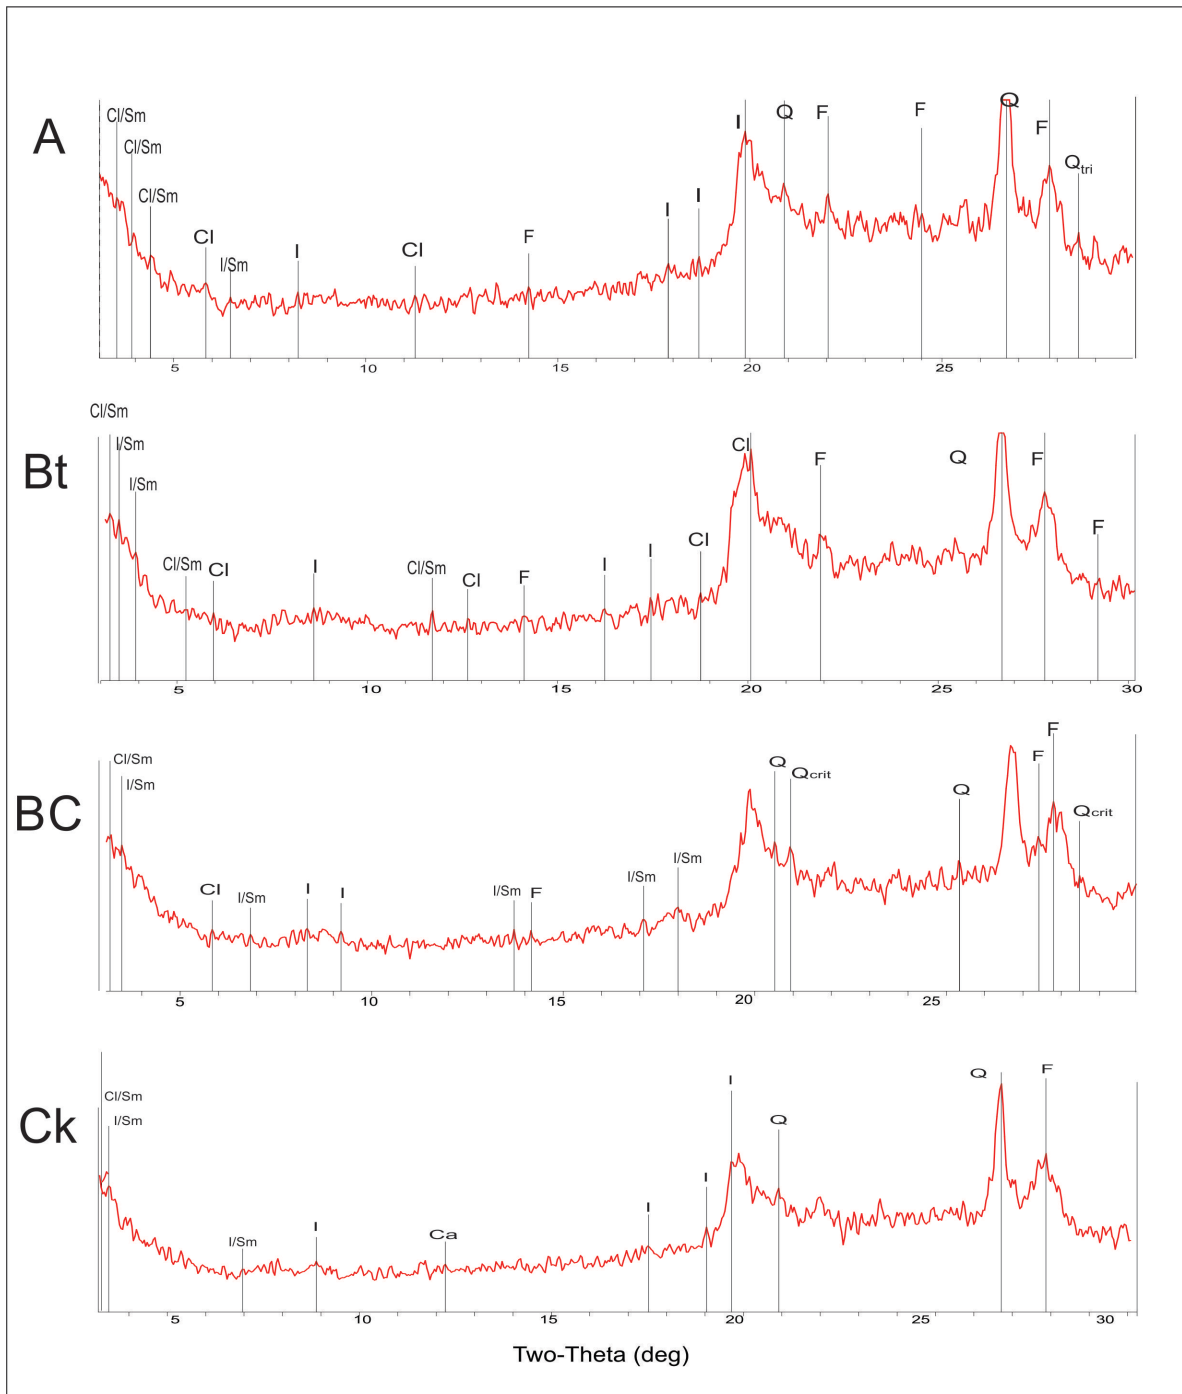 A
Cl/Sm
Cl/Sm
Cl/Sm
Cl
I/Sm
I
Cl
F
I
I
I
Q
F
F
Q
F
Qtri
5 10 15 20 25
Bt
Cl/Sm
I/Sm
I/Sm
Cl/Sm
Cl
I
Cl/Sm
Cl
F
I
I
Cl
Cl
F
Q
F
F
5 10 15 20 25 30
BC
Cl/Sm
I/Sm
Cl
I/Sm
I
I
I/Sm
F
I/Sm
I/Sm
Q
Qcrit
Q
F
F
Qcrit
5 10 15 20 25
Ck
Cl/Sm
I/Sm
I/Sm
I
Ca
I
I
I
Q
Q
F
5 10 15 20 25 30
Two-Theta (deg)